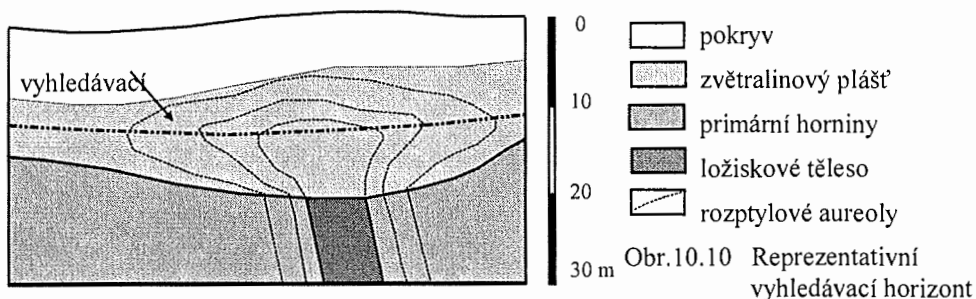 vyhledávací
0
10
20
30 m
pokryv
zvětralinový plášť
primární horniny
ložiskové těleso
rozptylové aureoly
Obr.10.10 Reprezentativní
vyhledávací horizont